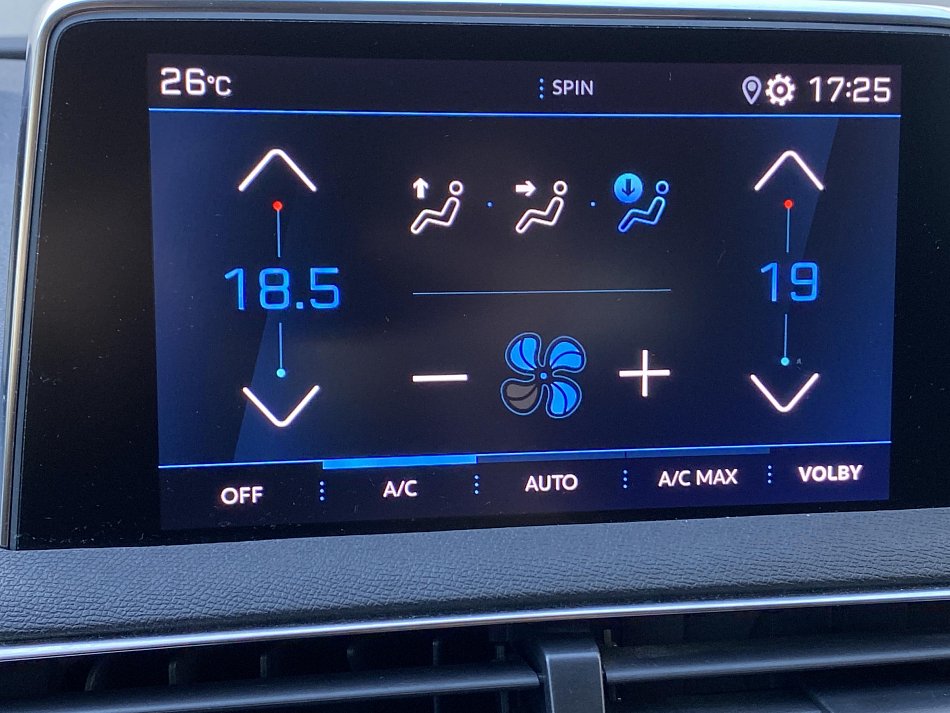 26°C SPIN 17:25
18.5 19
OFF A/C AUTO A/C MAX VOLBY